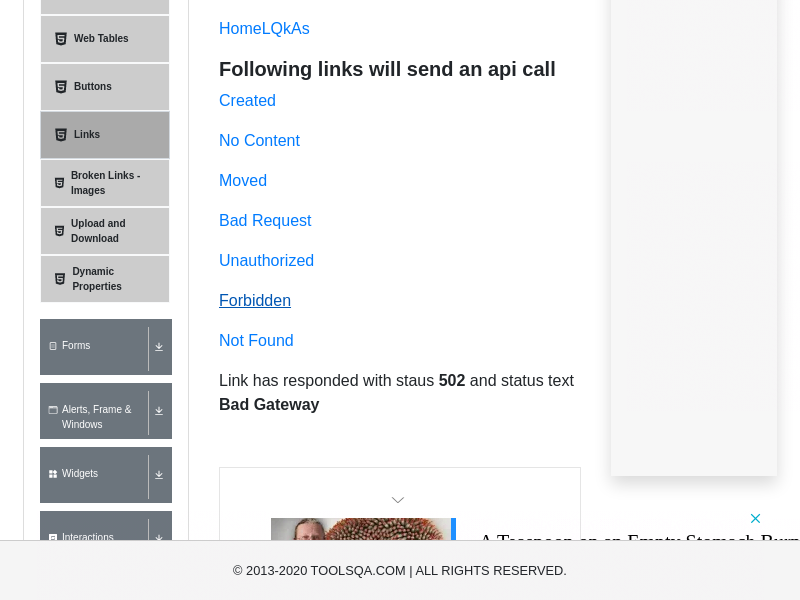 Web Tables
Buttons
Links
Broken Links -
Images
Upload and
Download
Dynamic
Properties
Forms
Alerts, Frame &
Windows
Widgets
Interactions
HomeLQkAs
Following links will send an api call
Created
No Content
Moved
Bad Request
Unauthorized
Forbidden
Not Found
Link has responded with staus 502 and status text
Bad Gateway
A Teaspoon on an Empty Stomach Burn
© 2013-2020 TOOLSQA.COM | ALL RIGHTS RESERVED.